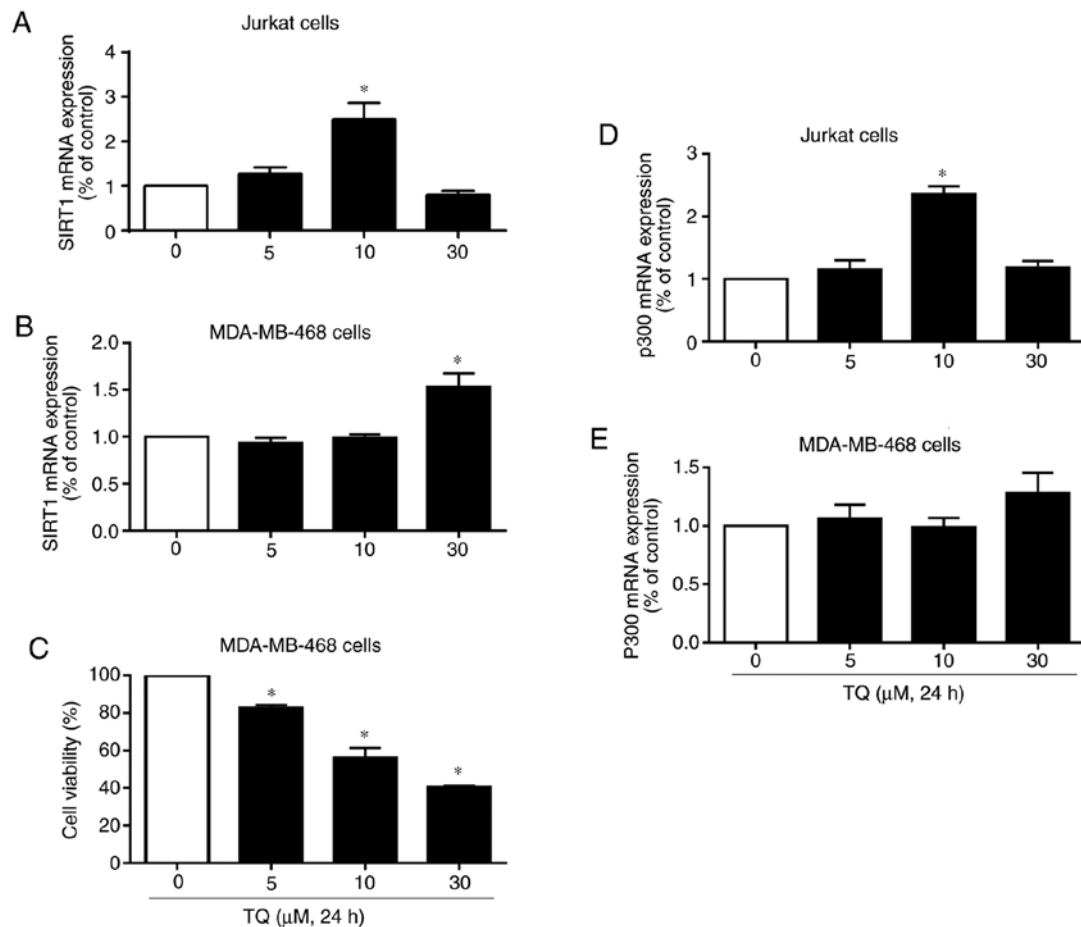 A
Jurkat cells
SIRT1 mRNA expression
(% of control)
4
3
2
1
0
*
0 5 10 30
B
MDA-MB-468 cells
SIRT1 mRNA expression
(% of control)
2.0
1.5
1.0
0.5
0.0
*
0 5 10 30
C
MDA-MB-468 cells
Cell viability (%)
100
80
60
40
20
0
* * *
0 5 10 30
TQ (μM, 24 h)
D
Jurkat cells
p300 mRNA expression
(% of control)
3
2
1
0
*
0 5 10 30
E
MDA-MB-468 cells
P300 mRNA expression
(% of control)
1.5
1.0
0.5
0.0
0 5 10 30
TQ (μM, 24 h)